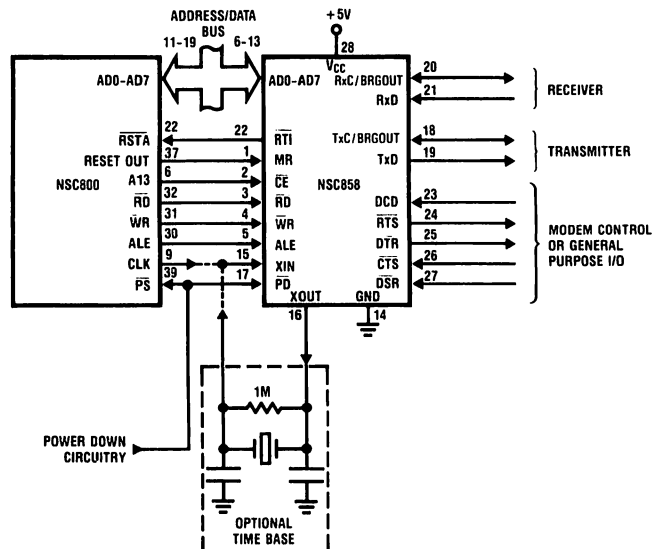 ADDRESS/DATA
BUS
11-19 6-13
+5V
28
VCC
AD0-AD7 AD0-AD7
RxC/BRGOUT 20
RxD 21
RECEIVER
RSTA 22 22 RTI
RESET OUT 37 1 MR
NSC800
A13 6 2 CE
NSC858
RD 32 3 RD
WR 31 4 WR
ALE 30 5 ALE
CLK 9 15 XIN
PS 39 17 PD
TxC/BRGOUT 18
TxD 19
TRANSMITTER
DCD 23
RTS 24
DTR 25
CTS 26
DSR 27
MODEM CONTROL
OR GENERAL
PURPOSE I/O
XOUT GND
16 14
1M
POWER DOWN
CIRCUITRY
OPTIONAL
TIME BASE